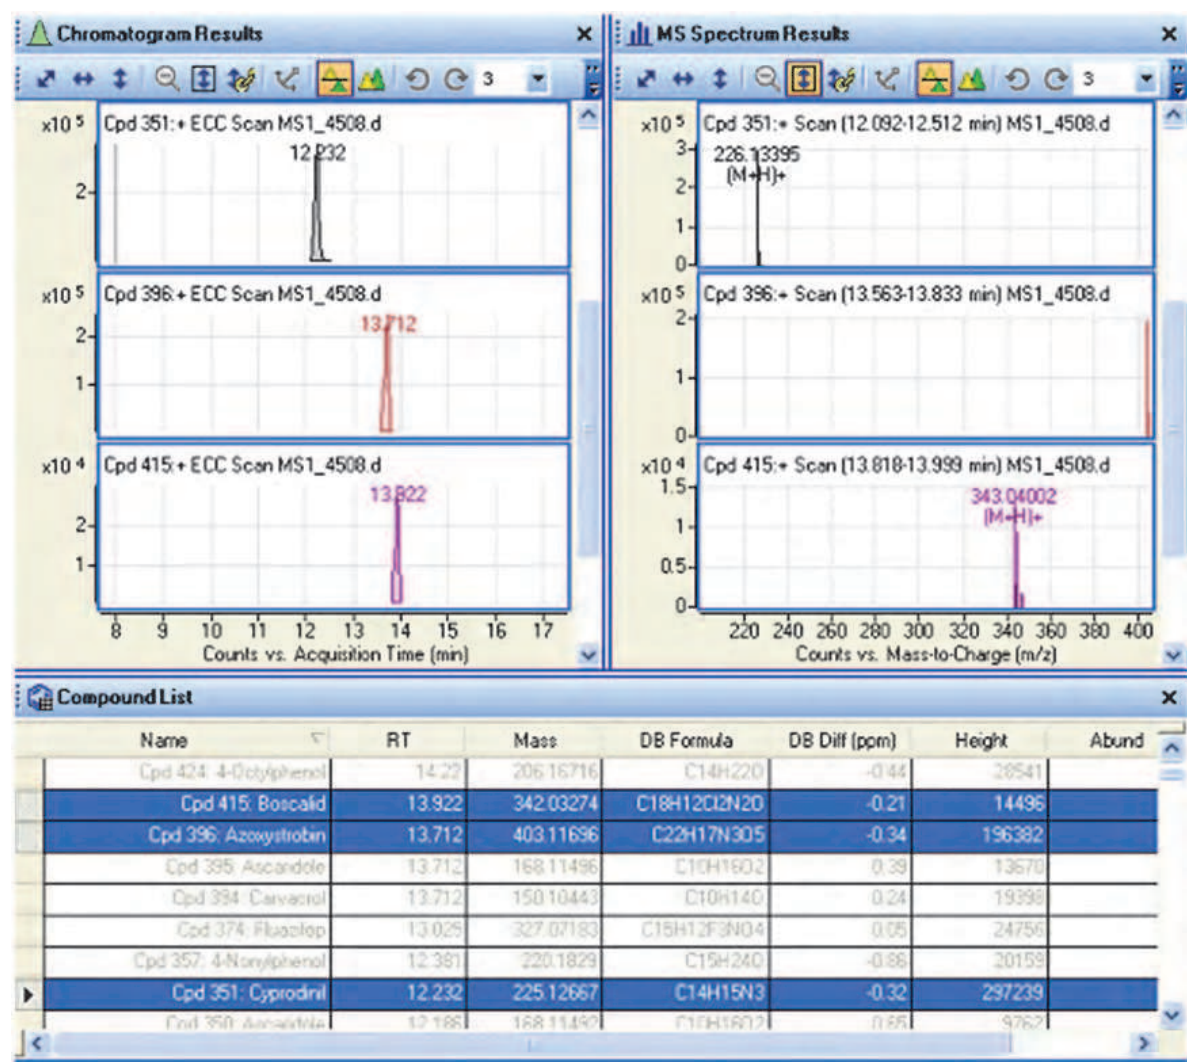 Chromatogram Results
3
x10 5
Cpd 351:+ ECC Scan MS1_4508.d
12.232
2
x10 5
Cpd 396:+ ECC Scan MS1_4508.d
13.712
2
1
x10 4
Cpd 415:+ ECC Scan MS1_4508.d
13.922
2
1
8 9 10 11 12 13 14 15 16 17
Counts vs. Acquisition Time (min)
MS Spectrum Results
3
x10 5
Cpd 351:+ Scan (12.092-12.512 min) MS1_4508.d
3
226.13395
(M+H)+
2
1
0
x10 5
Cpd 396:+ Scan (13.563-13.833 min) MS1_4508.d
2
1
0
x10 4
Cpd 415:+ Scan (13.818-13.999 min) MS1_4508.d
1.5
343.04002
(M+H)+
1
0.5
0
220 240 260 280 300 320 340 360 380 400
Counts vs. Mass-to-Charge (m/z)
Compound List
Name RT Mass DB Formula DB Diff (ppm) Height Abund
Cpd 424: 4-Octylphenol 14.22 206.16716 C14H22O -0.44 28541
Cpd 415: Boscalid 13.922 342.03274 C18H12Cl2N2O -0.21 14496
Cpd 396: Azoxystrobin 13.712 403.11696 C22H17N3O5 -0.34 196382
Cpd 395: Ascaridole 13.712 168.11496 C10H16O2 0.39 13670
Cpd 394: Carvacrol 13.712 150.10443 C10H14O 0.24 19398
Cpd 374: Fluazifop 13.025 327.07183 C15H12F3NO4 0.05 24756
Cpd 357: 4-Nonylphenol 12.381 220.1829 C15H24O -0.86 20159
Cpd 351: Cyprodinil 12.232 225.12667 C14H15N3 -0.32 297239
Cpd 350: Ascaridole 12.186 168.11492 C10H16O2 0.65 9762